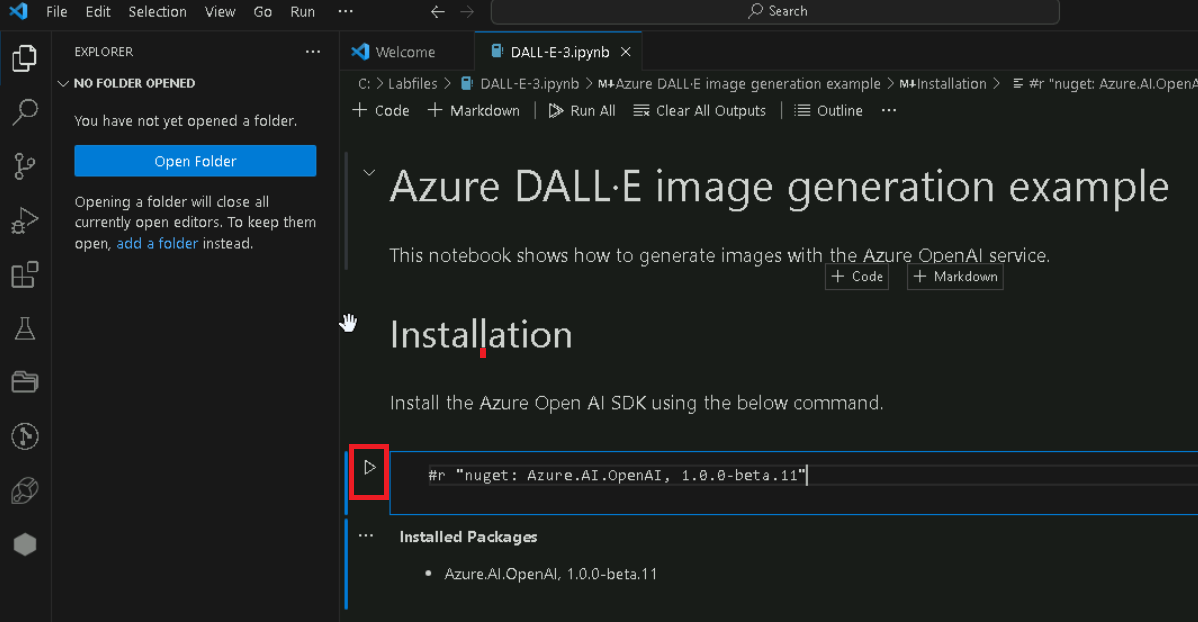 File Edit Selection View Go Run ···
Search
EXPLORER ···
NO FOLDER OPENED
You have not yet opened a folder.
Open Folder
Opening a folder will close all
currently open editors. To keep them
open, add a folder instead.
Welcome DALL-E-3.ipynb
C: > Labfiles > DALL-E-3.ipynb > M↓Azure DALL·E image generation example > M↓Installation > #r "nuget: Azure.AI.OpenA
+ Code + Markdown | Run All Clear All Outputs | Outline ···
Azure DALL·E image generation example
This notebook shows how to generate images with the Azure OpenAI service.
+ Code + Markdown
Installation
Install the Azure Open AI SDK using the below command.
#r "nuget: Azure.AI.OpenAI, 1.0.0-beta.11"
··· Installed Packages
• Azure.AI.OpenAI, 1.0.0-beta.11